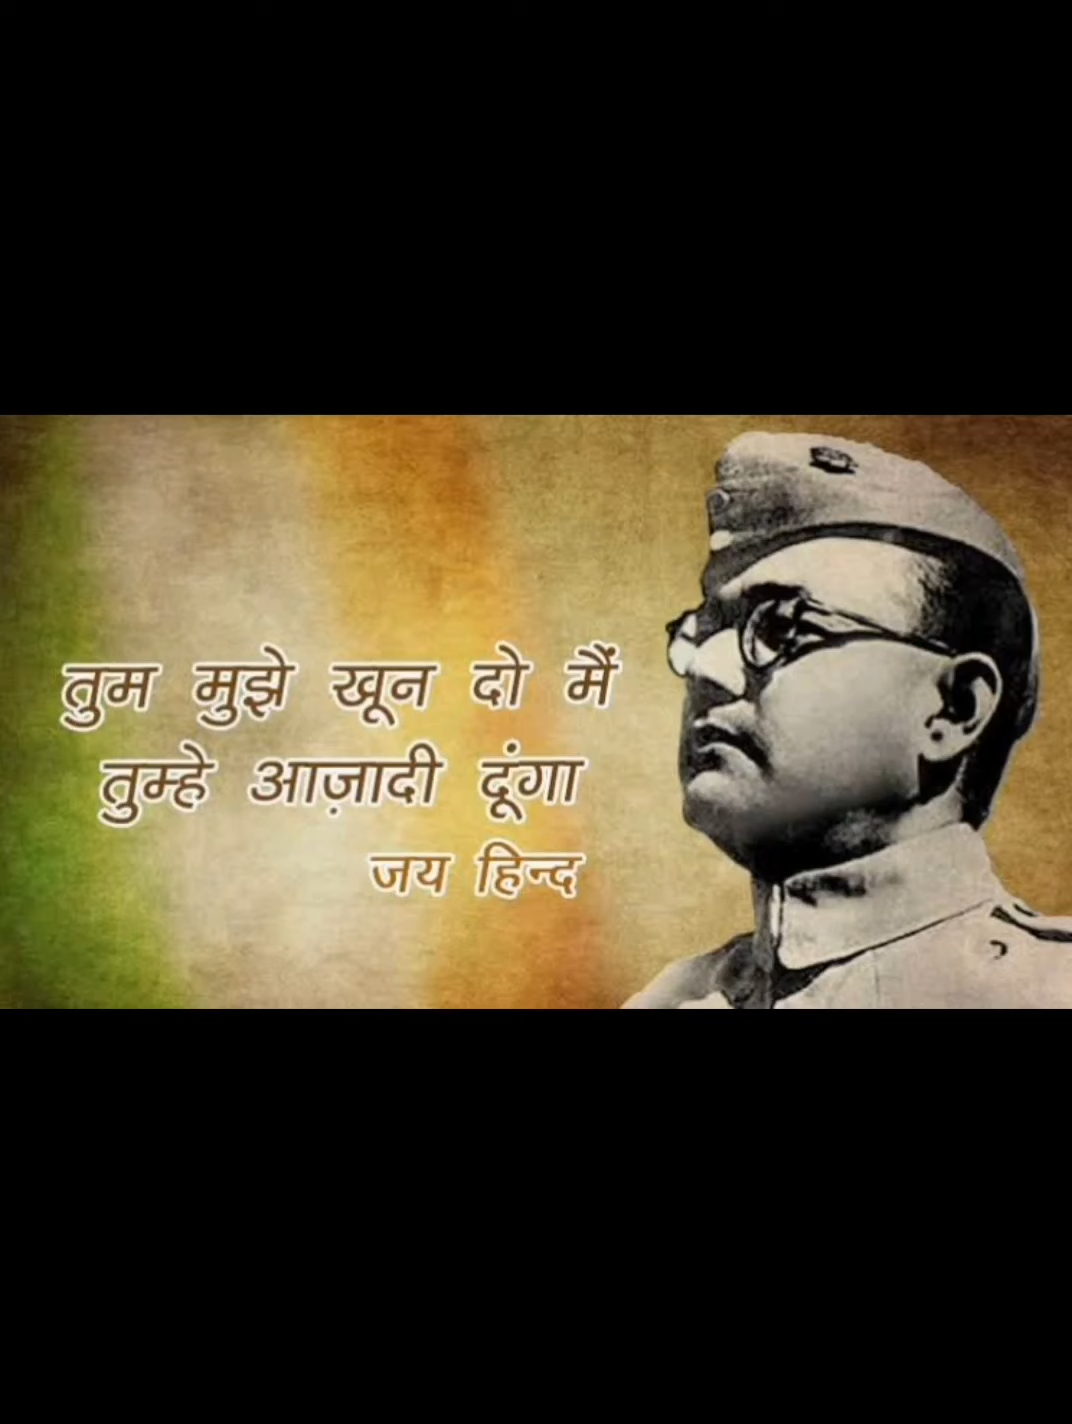 तुम मुझे खून दो मैं
तुम्हे आज़ादी दूंगा
जय हिन्द